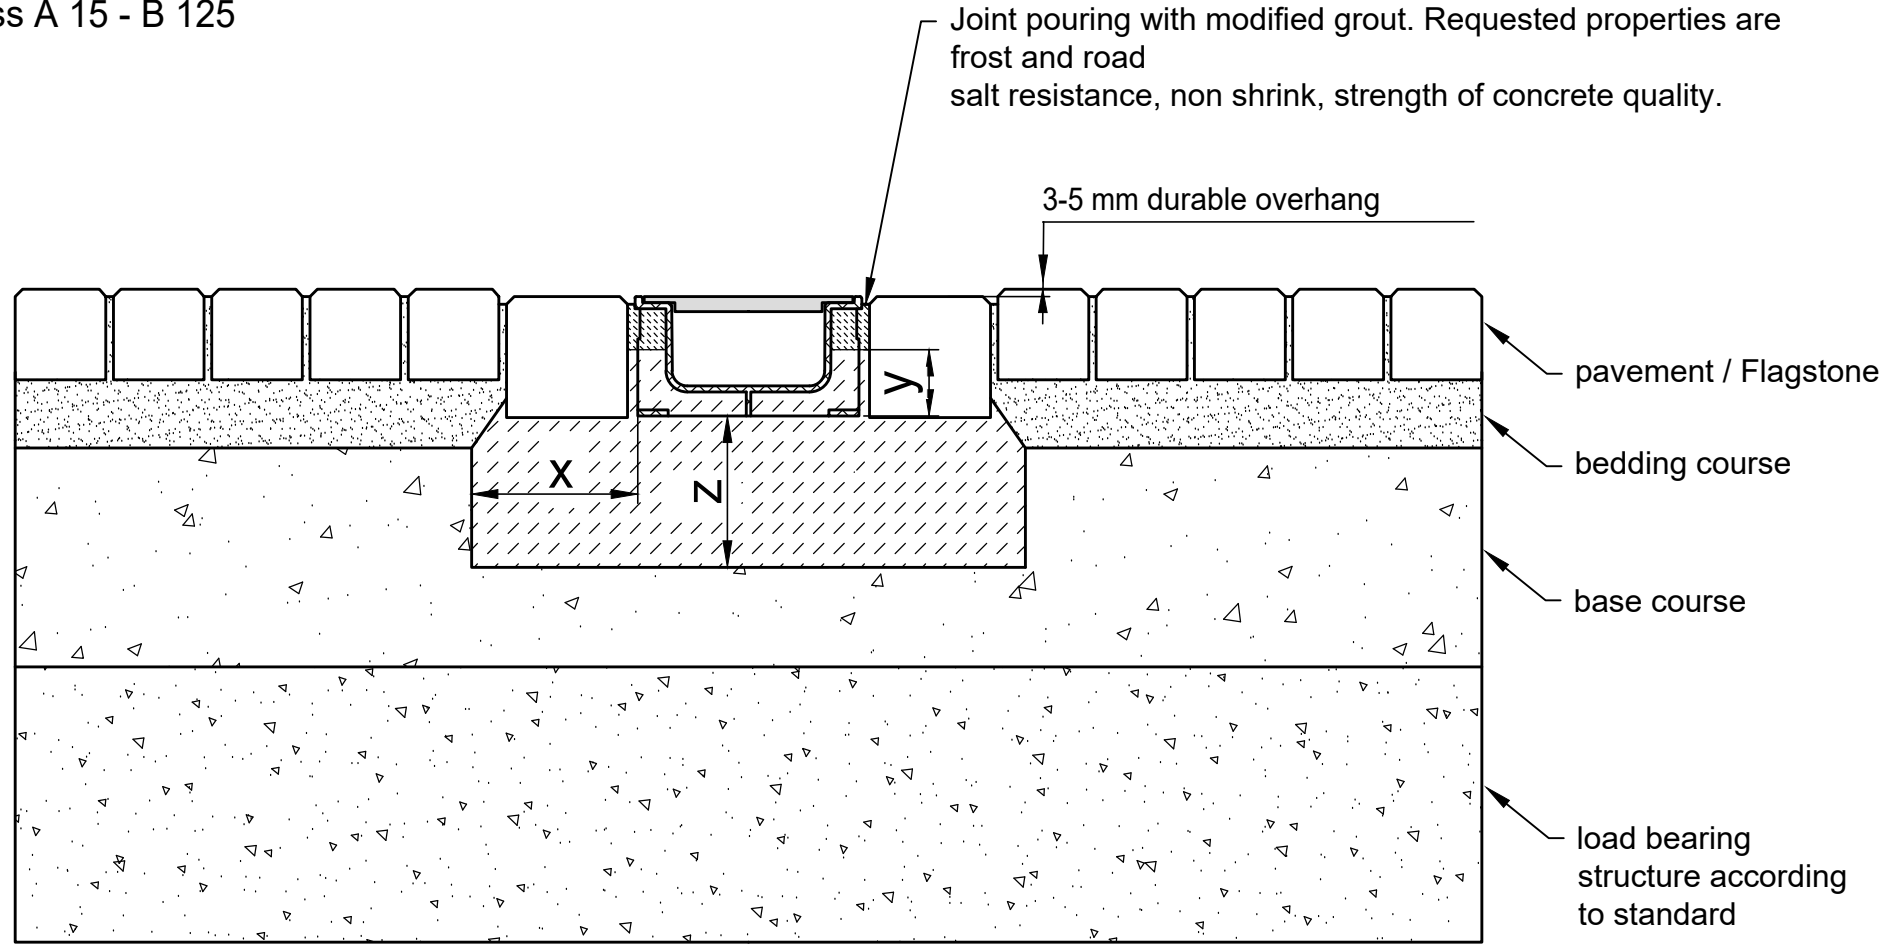 ss A 15 - B 125
Joint pouring with modified grout. Requested properties are
frost and road
salt resistance, non shrink, strength of concrete quality.
3-5 mm durable overhang
pavement / Flagstone
y
bedding course
x
z
base course
load bearing
structure according
to standard